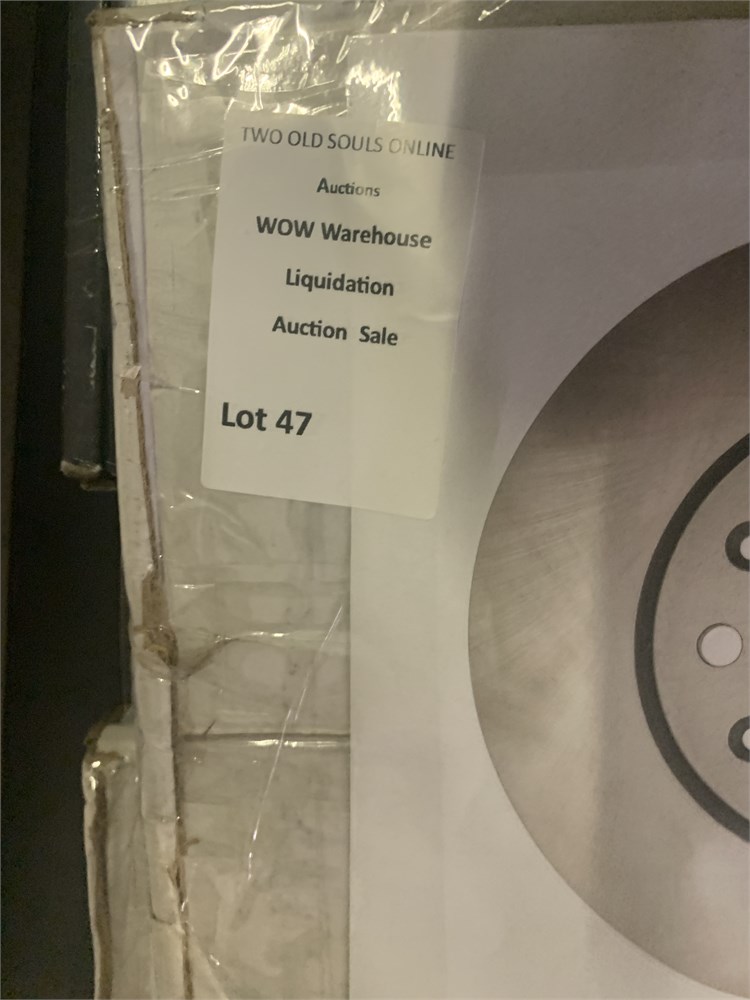 TWO OLD SOULS ONLINE
Auctions
WOW Warehouse
Liquidation
Auction Sale
Lot 47